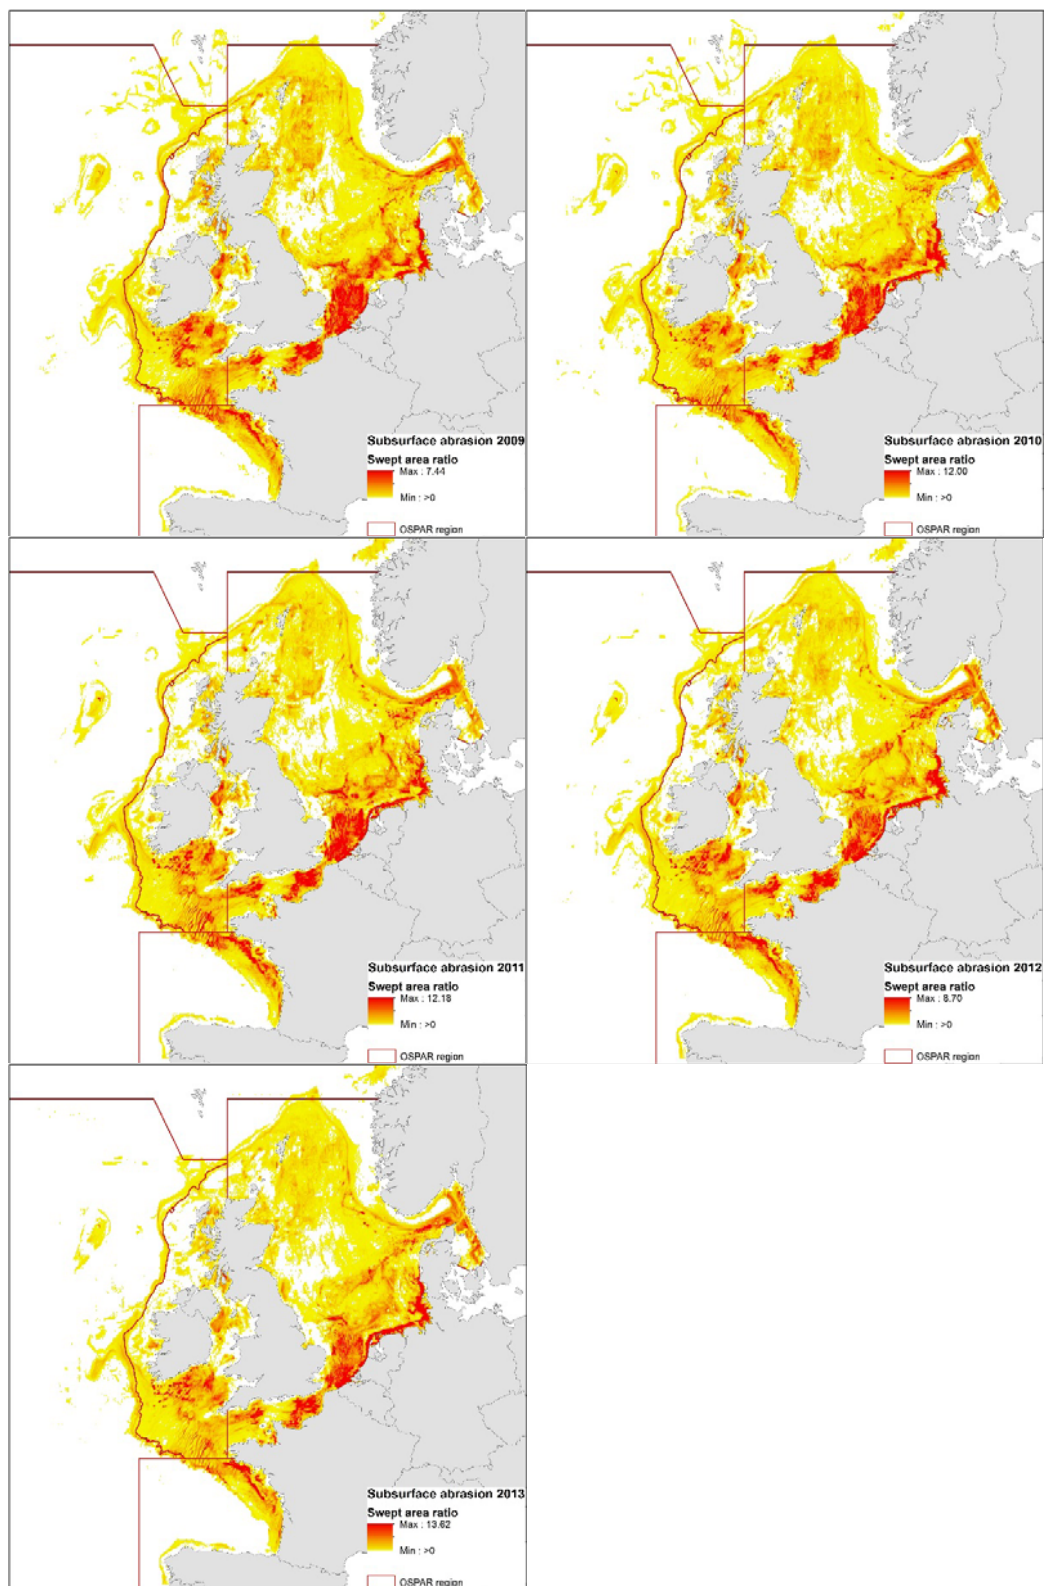 Subsurface abrasion 2009
Swept area ratio
Max : 7.44
Min : >0
OSPAR region
Subsurface abrasion 2010
Swept area ratio
Max : 12.00
Min : >0
OSPAR region
Subsurface abrasion 2011
Swept area ratio
Max : 12.18
Min : >0
OSPAR region
Subsurface abrasion 2012
Swept area ratio
Max : 8.70
Min : >0
OSPAR region
Subsurface abrasion 2013
Swept area ratio
Max : 13.62
Min : >0
OSPAR region